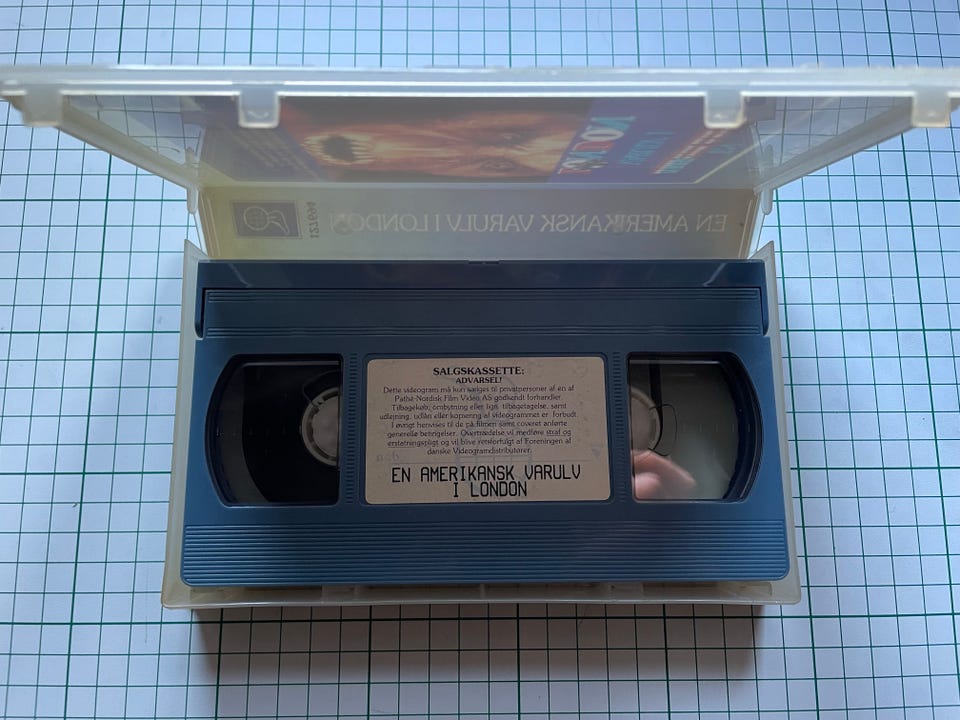 127694
EN AMERIKANSK VARULV I LONDON
SALGSKASSETTE:
ADVARSEL!
Dette videogram må kun sælges til privatpersoner af en af
Pathé-Nordisk Film Video AS godkendt forhandler.
Tilbagekøb, ombytning eller lign. tilbagetagelse, samt
udlejning, udlån eller kopiering af videogrammet er forbudt.
I øvrigt henvises til de på filmen samt coveret anførte
generelle betingelser. Overtrædelse vil medføre straf og
erstatningspligt og vil blive retsforfulgt af Foreningen af
danske Videogramdistributører.
EN AMERIKANSK VARULV
I LONDON